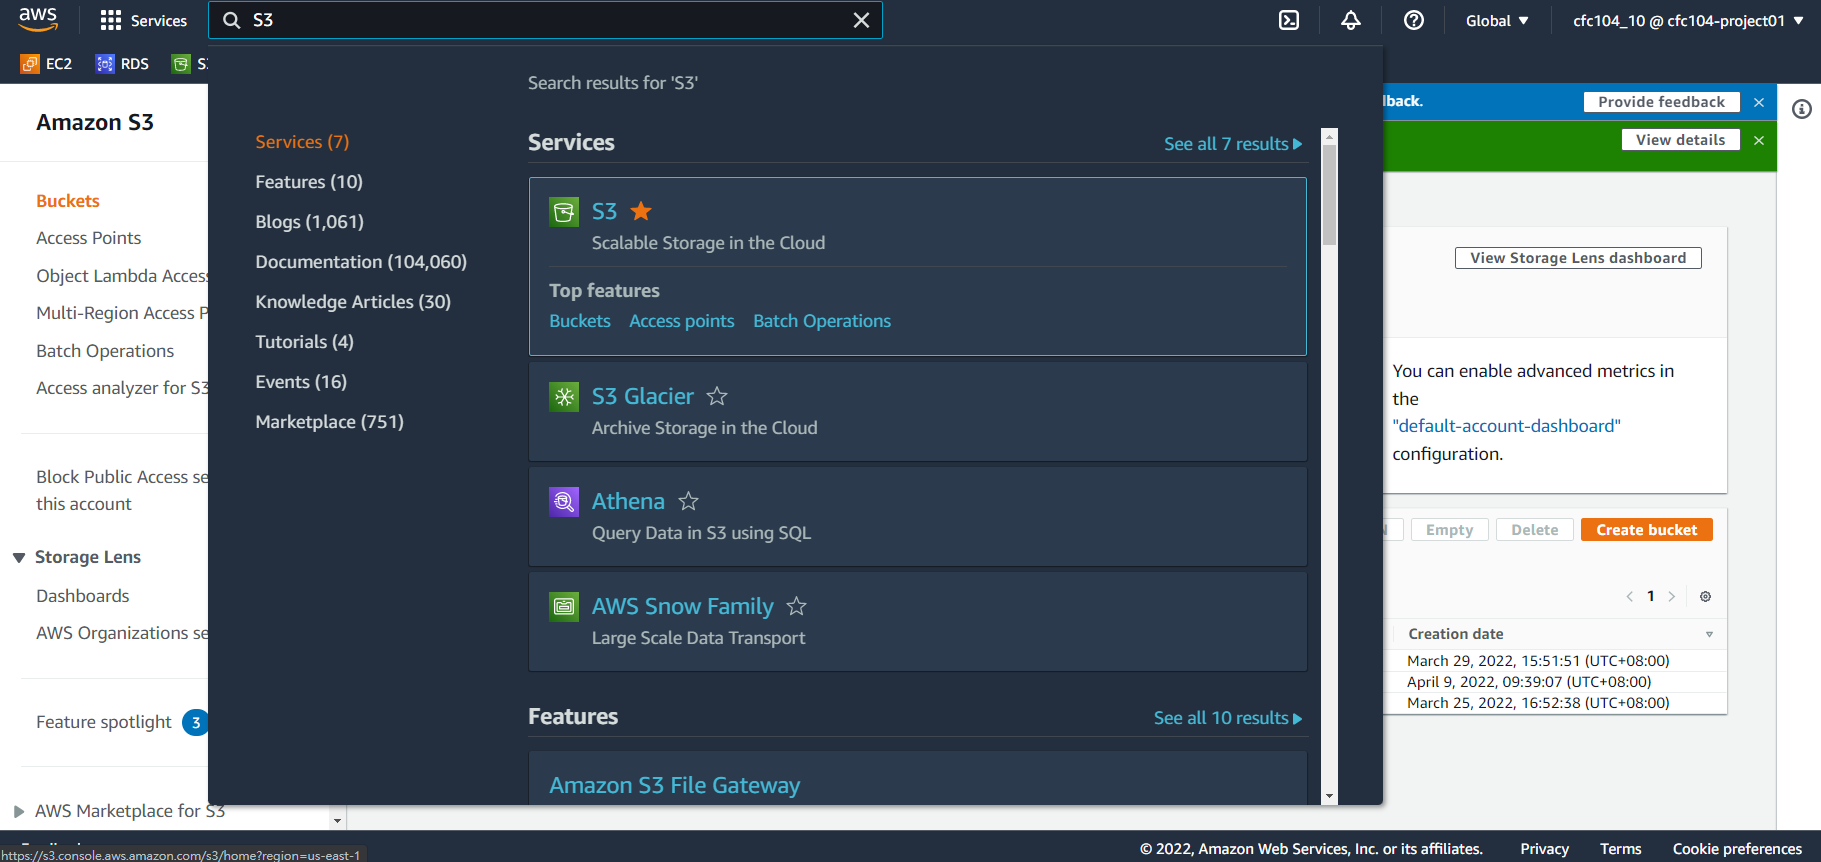 aws
Services
S3
Global
cfc104_10 @ cfc104-project01
EC2
RDS
Search results for 'S3'
Services (7)
Features (10)
Blogs (1,061)
Documentation (104,060)
Knowledge Articles (30)
Tutorials (4)
Events (16)
Marketplace (751)
Services
See all 7 results
S3
Scalable Storage in the Cloud
Top features
Buckets Access points Batch Operations
S3 Glacier
Archive Storage in the Cloud
Athena
Query Data in S3 using SQL
AWS Snow Family
Large Scale Data Transport
Features
See all 10 results
Amazon S3 File Gateway
Amazon S3
Buckets
Access Points
Object Lambda Acces
Multi-Region Access P
Batch Operations
Access analyzer for S3
Block Public Access se
this account
Storage Lens
Dashboards
AWS Organizations se
Feature spotlight 3
AWS Marketplace for S3
lback.
Provide feedback
View details
View Storage Lens dashboard
You can enable advanced metrics in
the
"default-account-dashboard"
configuration.
N
Empty
Delete
Create bucket
1
Creation date
March 29, 2022, 15:51:51 (UTC+08:00)
April 9, 2022, 09:39:07 (UTC+08:00)
March 25, 2022, 16:52:38 (UTC+08:00)
https://s3.console.aws.amazon.com/s3/home?region=us-east-1
© 2022, Amazon Web Services, Inc. or its affiliates.
Privacy
Terms
Cookie preferences